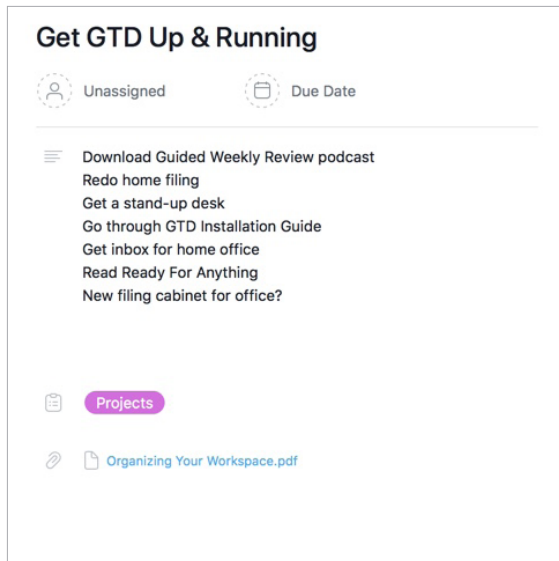 Get GTD Up & Running
Unassigned
Due Date
Download Guided Weekly Review podcast
Redo home filing
Get a stand-up desk
Go through GTD Installation Guide
Get inbox for home office
Read Ready For Anything
New filing cabinet for office?
Projects
Organizing Your Workspace.pdf